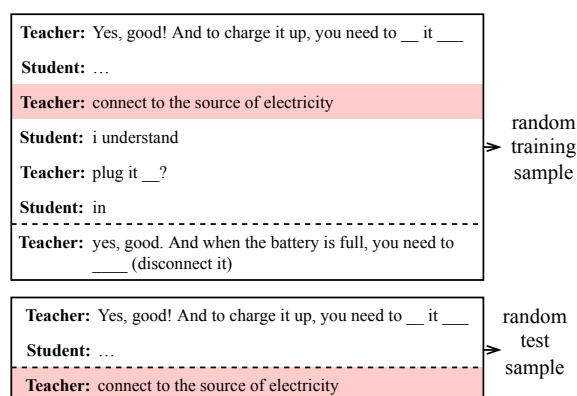 Teacher: Yes, good! And to charge it up, you need to __ it ___
Student: …
Teacher: connect to the source of electricity
Student: i understand
Teacher: plug it __?
Student: in
Teacher: yes, good. And when the battery is full, you need to
____ (disconnect it)
random
training
sample
Teacher: Yes, good! And to charge it up, you need to __ it ___
Student: …
Teacher: connect to the source of electricity
random
test
sample